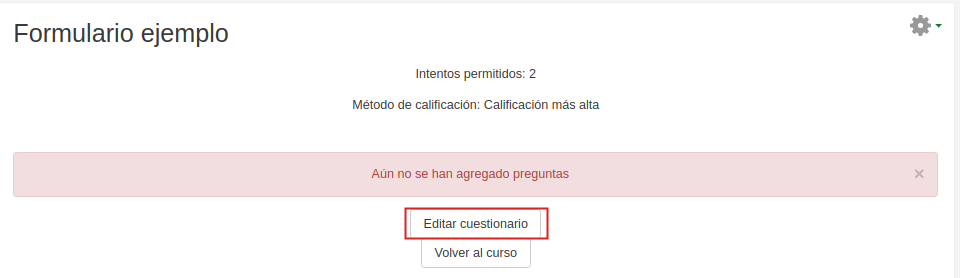 Formulario ejemplo
Intentos permitidos: 2
Método de calificación: Calificación más alta
Aún no se han agregado preguntas
×
Editar cuestionario
Volver al curso